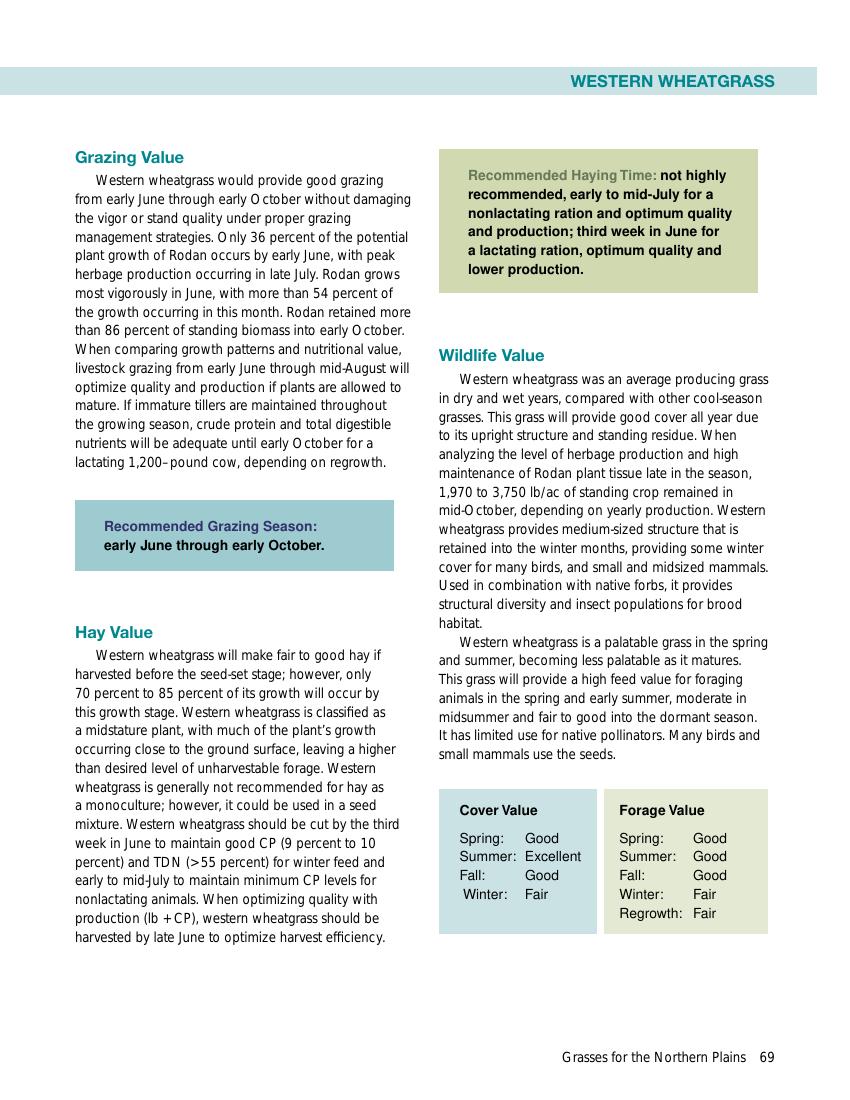 WESTERN WHEATGRASS
Grazing Value
Western wheatgrass would provide good grazing
from early June through early October without damaging
the vigor or stand quality under proper grazing
management strategies. Only 36 percent of the potential
plant growth of Rodan occurs by early June, with peak
herbage production occurring in late July. Rodan grows
most vigorously in June, with more than 54 percent of
the growth occurring in this month. Rodan retained more
than 86 percent of standing biomass into early October.
When comparing growth patterns and nutritional value,
livestock grazing from early June through mid-August will
optimize quality and production if plants are allowed to
mature. If immature tillers are maintained throughout
the growing season, crude protein and total digestible
nutrients will be adequate until early October for a
lactating 1,200–pound cow, depending on regrowth.
Recommended Grazing Season:
early June through early October.
Hay Value
Western wheatgrass will make fair to good hay if
harvested before the seed-set stage; however, only
70 percent to 85 percent of its growth will occur by
this growth stage. Western wheatgrass is classified as
a midstature plant, with much of the plant's growth
occurring close to the ground surface, leaving a higher
than desired level of unharvestable forage. Western
wheatgrass is generally not recommended for hay as
a monoculture; however, it could be used in a seed
mixture. Western wheatgrass should be cut by the third
week in June to maintain good CP (9 percent to 10
percent) and TDN (>55 percent) for winter feed and
early to mid-July to maintain minimum CP levels for
nonlactating animals. When optimizing quality with
production (lb + CP), western wheatgrass should be
harvested by late June to optimize harvest efficiency.
Recommended Haying Time: not highly
recommended, early to mid-July for a
nonlactating ration and optimum quality
and production; third week in June for
a lactating ration, optimum quality and
lower production.
Wildlife Value
Western wheatgrass was an average producing grass
in dry and wet years, compared with other cool-season
grasses. This grass will provide good cover all year due
to its upright structure and standing residue. When
analyzing the level of herbage production and high
maintenance of Rodan plant tissue late in the season,
1,970 to 3,750 lb/ac of standing crop remained in
mid-October, depending on yearly production. Western
wheatgrass provides medium-sized structure that is
retained into the winter months, providing some winter
cover for many birds, and small and midsized mammals.
Used in combination with native forbs, it provides
structural diversity and insect populations for brood
habitat.
Western wheatgrass is a palatable grass in the spring
and summer, becoming less palatable as it matures.
This grass will provide a high feed value for foraging
animals in the spring and early summer, moderate in
midsummer and fair to good into the dormant season.
It has limited use for native pollinators. Many birds and
small mammals use the seeds.
Cover Value
Spring: Good
Summer: Excellent
Fall: Good
Winter: Fair
Forage Value
Spring: Good
Summer: Good
Fall: Good
Winter: Fair
Regrowth: Fair
Grasses for the Northern Plains 69